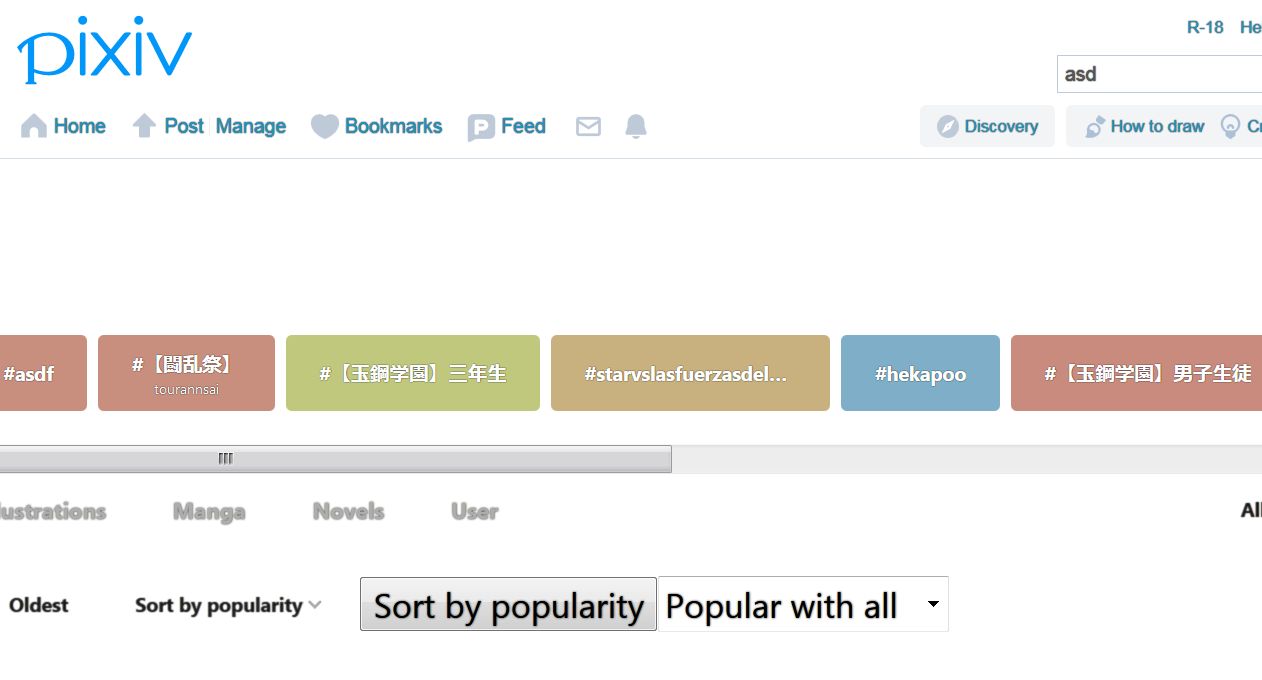 pixiv
R-18
asd
Home Post Manage Bookmarks Feed Discovery How to draw
#asdf
#【闘乱祭】
tourannsai
#【玉鋼学園】三年生
#starvslasfuerzasdel...
#hekapoo
#【玉鋼学園】男子生徒
lustrations Manga Novels User All
Oldest Sort by popularity Sort by popularity Popular with all